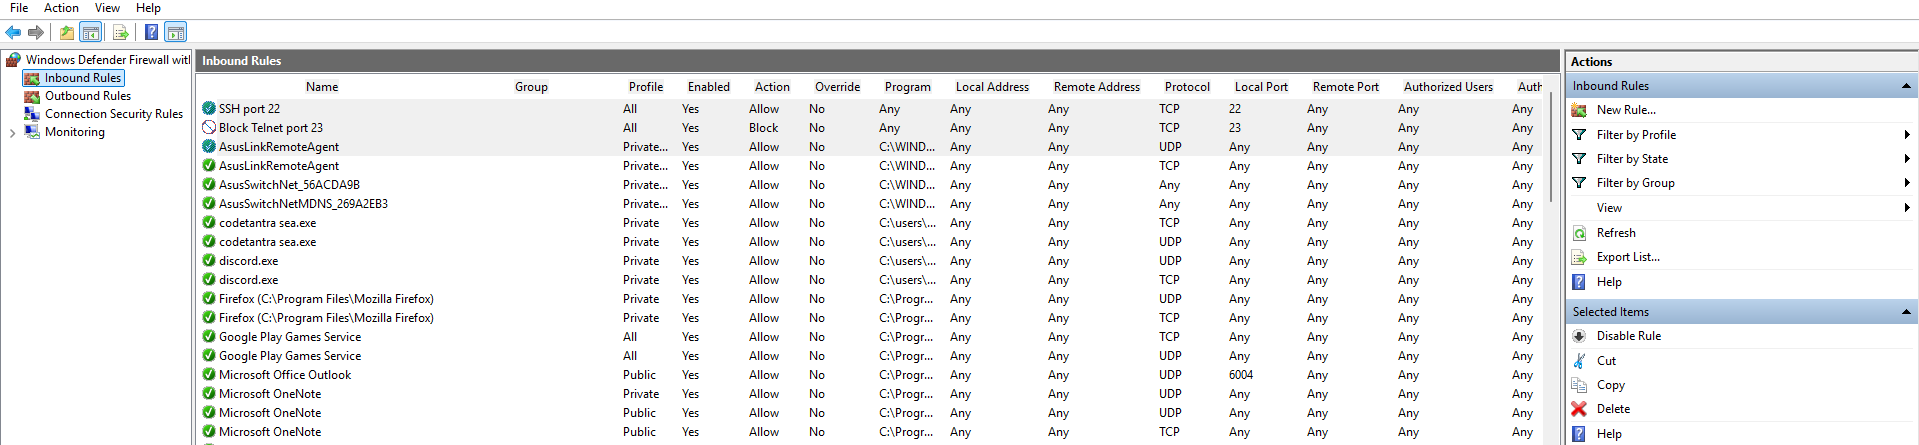 File Action View Help
Windows Defender Firewall witl
Inbound Rules
Outbound Rules
Connection Security Rules
Monitoring
Inbound Rules
Name Group Profile Enabled Action Override Program Local Address Remote Address Protocol Local Port Remote Port Authorized Users Auth
SSH port 22 All Yes Allow No Any Any Any TCP 22 Any Any Any
Block Telnet port 23 All Yes Block No Any Any Any TCP 23 Any Any Any
AsusLinkRemoteAgent Private... Yes Allow No C:\WIND... Any Any UDP Any Any Any Any
AsusLinkRemoteAgent Private... Yes Allow No C:\WIND... Any Any TCP Any Any Any Any
AsusSwitchNet_56ACDA9B Private... Yes Allow No C:\WIND... Any Any Any Any Any Any Any
AsusSwitchNetMDNS_269A2EB3 Private... Yes Allow No C:\WIND... Any Any Any Any Any Any Any
codetantra sea.exe Private Yes Allow No C:\users\... Any Any TCP Any Any Any Any
codetantra sea.exe Private Yes Allow No C:\users\... Any Any UDP Any Any Any Any
discord.exe Private Yes Allow No C:\users\... Any Any UDP Any Any Any Any
discord.exe Private Yes Allow No C:\users\... Any Any TCP Any Any Any Any
Firefox (C:\Program Files\Mozilla Firefox) Private Yes Allow No C:\Progr... Any Any UDP Any Any Any Any
Firefox (C:\Program Files\Mozilla Firefox) Private Yes Allow No C:\Progr... Any Any TCP Any Any Any Any
Google Play Games Service All Yes Allow No C:\Progr... Any Any TCP Any Any Any Any
Google Play Games Service All Yes Allow No C:\Progr... Any Any UDP Any Any Any Any
Microsoft Office Outlook Public Yes Allow No C:\Progr... Any Any UDP 6004 Any Any Any
Microsoft OneNote Private Yes Allow No C:\Progr... Any Any UDP Any Any Any Any
Microsoft OneNote Public Yes Allow No C:\Progr... Any Any UDP Any Any Any Any
Microsoft OneNote Public Yes Allow No C:\Progr... Any Any TCP Any Any Any Any
Actions
Inbound Rules
New Rule...
Filter by Profile
Filter by State
Filter by Group
View
Refresh
Export List...
Help
Selected Items
Disable Rule
Cut
Copy
Delete
Help